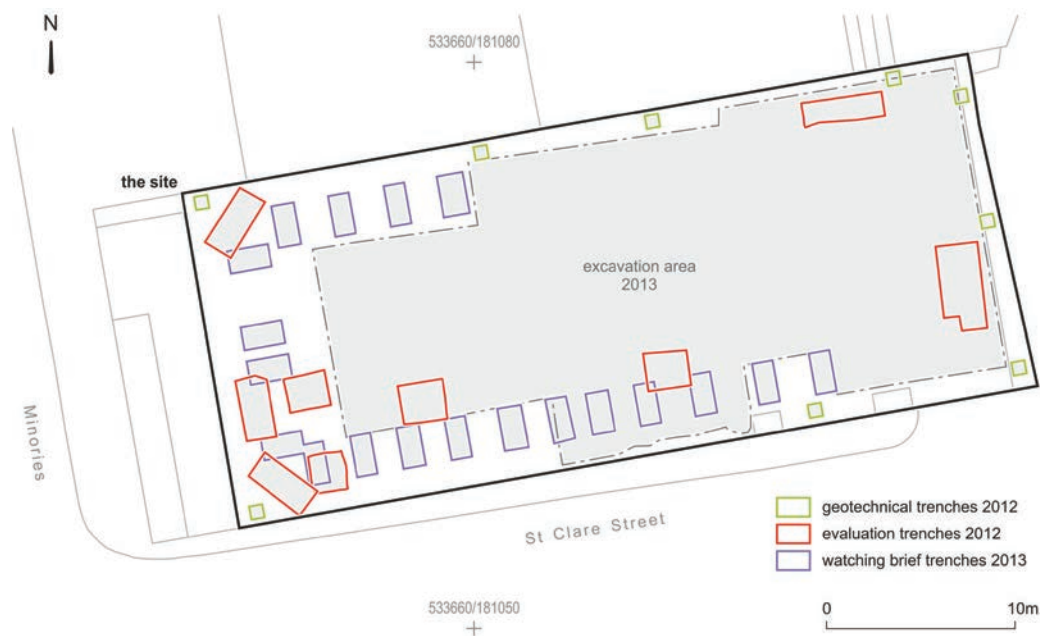 N
533660/181080
the site
excavation area
2013
Minories
St Clare Street
geotechnical trenches 2012
evaluation trenches 2012
watching brief trenches 2013
533660/181050
0 10m